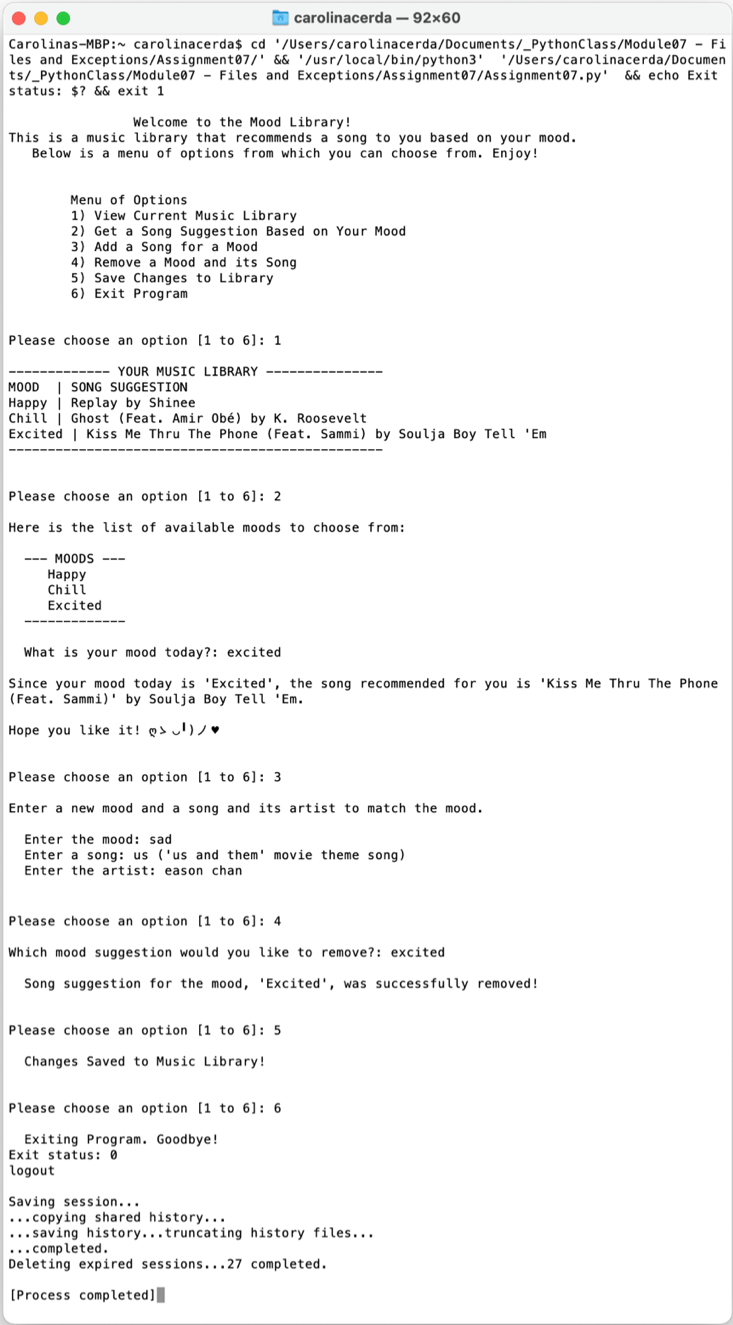 carolinacerda — 92×60
Carolinas-MBP:~ carolinacerda$ cd '/Users/carolinacerda/Documents/_PythonClass/Module07 - Fi
les and Exceptions/Assignment07/' && '/usr/local/bin/python3'  '/Users/carolinacerda/Documen
ts/_PythonClass/Module07 - Files and Exceptions/Assignment07/Assignment07.py'  && echo Exit
status: $? && exit 1
Welcome to the Mood Library!
This is a music library that recommends a song to you based on your mood.
Below is a menu of options from which you can choose from. Enjoy!
Menu of Options
1) View Current Music Library
2) Get a Song Suggestion Based on Your Mood
3) Add a Song for a Mood
4) Remove a Mood and its Song
5) Save Changes to Library
6) Exit Program
Please choose an option [1 to 6]: 1
------------- YOUR MUSIC LIBRARY ---------------
MOOD  | SONG SUGGESTION
Happy | Replay by Shinee
Chill | Ghost (Feat. Amir Obé) by K. Roosevelt
Excited | Kiss Me Thru The Phone (Feat. Sammi) by Soulja Boy Tell 'Em
------------------------------------------------
Please choose an option [1 to 6]: 2
Here is the list of available moods to choose from:
--- MOODS ---
Happy
Chill
Excited
-------------
What is your mood today?: excited
Since your mood today is 'Excited', the song recommended for you is 'Kiss Me Thru The Phone
(Feat. Sammi)' by Soulja Boy Tell 'Em.
Hope you like it! ღゝ◡╹)ノ♥
Please choose an option [1 to 6]: 3
Enter a new mood and a song and its artist to match the mood.
Enter the mood: sad
Enter a song: us ('us and them' movie theme song)
Enter the artist: eason chan
Please choose an option [1 to 6]: 4
Which mood suggestion would you like to remove?: excited
Song suggestion for the mood, 'Excited', was successfully removed!
Please choose an option [1 to 6]: 5
Changes Saved to Music Library!
Please choose an option [1 to 6]: 6
Exiting Program. Goodbye!
Exit status: 0
logout
Saving session...
...copying shared history...
...saving history...truncating history files...
...completed.
Deleting expired sessions...27 completed.
[Process completed]